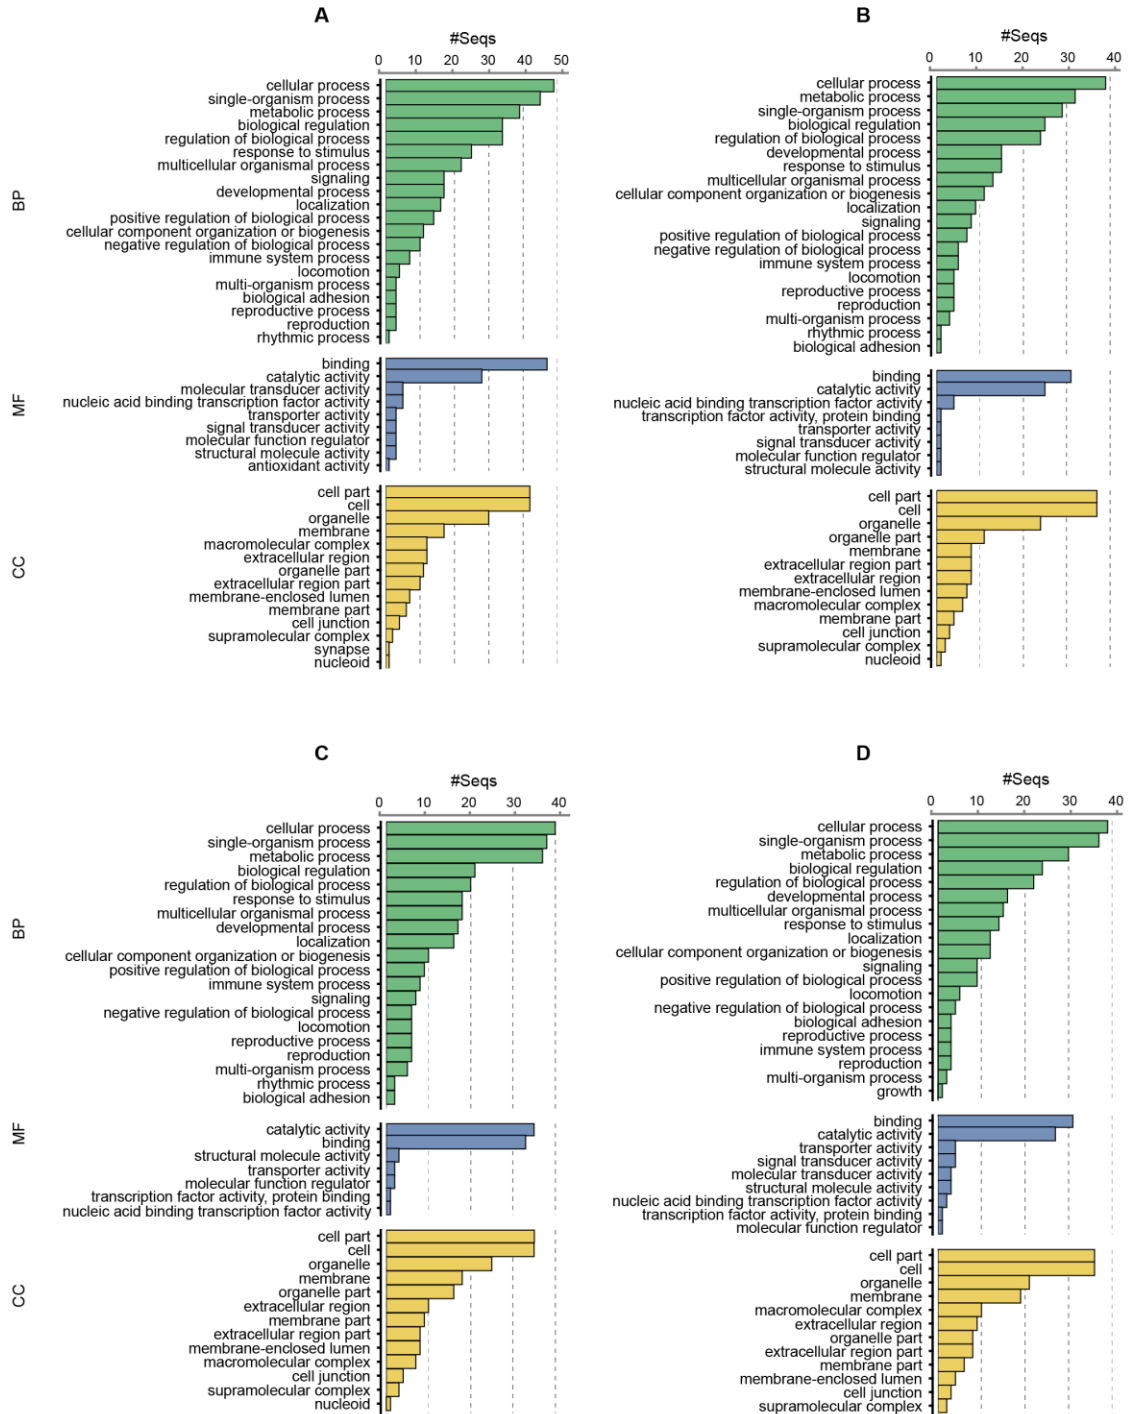 A
#Seqs
0 10 20 30 40 50
BP
cellular process
single-organism process
metabolic process
biological regulation
regulation of biological process
response to stimulus
multicellular organismal process
signaling
developmental process
localization
positive regulation of biological process
cellular component organization or biogenesis
negative regulation of biological process
immune system process
locomotion
multi-organism process
biological adhesion
reproductive process
reproduction
rhythmic process
MF
binding
catalytic activity
molecular transducer activity
nucleic acid binding transcription factor activity
transporter activity
signal transducer activity
molecular function regulator
structural molecule activity
antioxidant activity
CC
cell part
cell
organelle
membrane
macromolecular complex
extracellular region
organelle part
extracellular region part
membrane-enclosed lumen
membrane part
cell junction
supramolecular complex
synapse
nucleoid
B
#Seqs
0 10 20 30 40
cellular process
metabolic process
single-organism process
biological regulation
regulation of biological process
developmental process
response to stimulus
multicellular organismal process
cellular component organization or biogenesis
localization
signaling
positive regulation of biological process
negative regulation of biological process
immune system process
locomotion
reproductive process
reproduction
multi-organism process
rhythmic process
biological adhesion
binding
catalytic activity
nucleic acid binding transcription factor activity
transcription factor activity, protein binding
transporter activity
signal transducer activity
molecular function regulator
structural molecule activity
cell part
cell
organelle
organelle part
membrane
extracellular region part
extracellular region
membrane-enclosed lumen
macromolecular complex
membrane part
cell junction
supramolecular complex
nucleoid
C
#Seqs
0 10 20 30 40
BP
cellular process
single-organism process
metabolic process
biological regulation
regulation of biological process
response to stimulus
multicellular organismal process
developmental process
localization
cellular component organization or biogenesis
positive regulation of biological process
immune system process
signaling
negative regulation of biological process
locomotion
reproductive process
reproduction
multi-organism process
rhythmic process
biological adhesion
MF
catalytic activity
binding
structural molecule activity
transporter activity
molecular function regulator
transcription factor activity, protein binding
nucleic acid binding transcription factor activity
CC
cell part
cell
organelle
membrane
organelle part
extracellular region
membrane part
extracellular region part
membrane-enclosed lumen
macromolecular complex
cell junction
supramolecular complex
nucleoid
D
#Seqs
0 10 20 30 40
cellular process
single-organism process
metabolic process
biological regulation
regulation of biological process
developmental process
multicellular organismal process
response to stimulus
localization
cellular component organization or biogenesis
signaling
positive regulation of biological process
locomotion
negative regulation of biological process
biological adhesion
reproductive process
immune system process
reproduction
multi-organism process
growth
binding
catalytic activity
transporter activity
signal transducer activity
molecular transducer activity
structural molecule activity
nucleic acid binding transcription factor activity
transcription factor activity, protein binding
molecular function regulator
cell part
cell
organelle
membrane
macromolecular complex
extracellular region
organelle part
extracellular region part
membrane part
membrane-enclosed lumen
cell junction
supramolecular complex